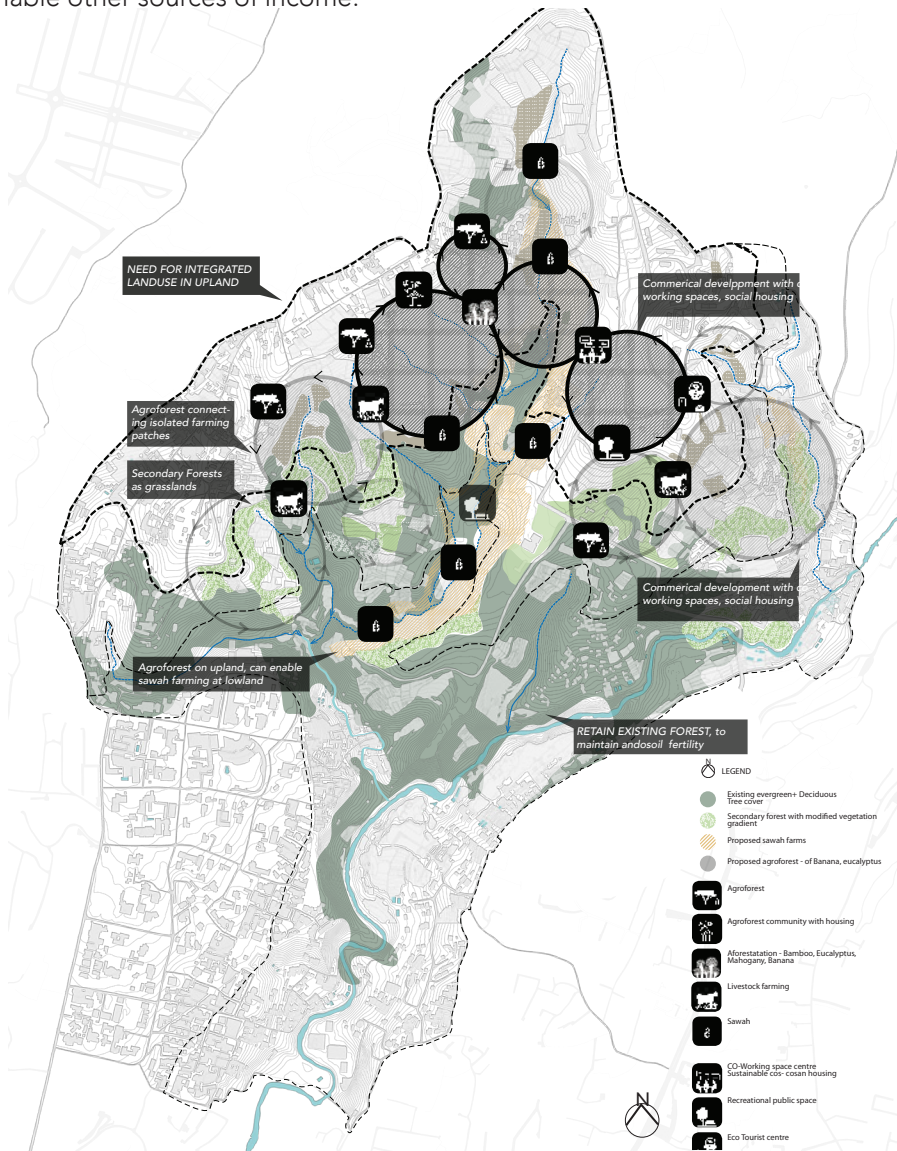 nable other sources of income.
NEED FOR INTEGRATED
LANDUSE IN UPLAND
Commerical develppment with c
working spaces, social housing
Agroforest connect-
ing isolated farming
patches
Secondary Forests
as grasslands
Commerical development with c
working spaces, social housing
Agroforest on upland, can enable
sawah farming at lowland
RETAIN EXISTING FOREST, to
maintain andosoil fertility
N
LEGEND
Existing evergreen+ Deciduous
Tree cover
Secondary forest with modified vegetation
gradient
Proposed sawah farms
Proposed agroforest - of Banana, eucalyptus
Agroforest
Agroforest community with housing
Aforestatation - Bamboo, Eucalyptus,
Mahogany, Banana
Livestock farming
Sawah
CO-Working space centre
Sustainable cos- cosan housing
Recreational public space
Eco Tourist centre
N